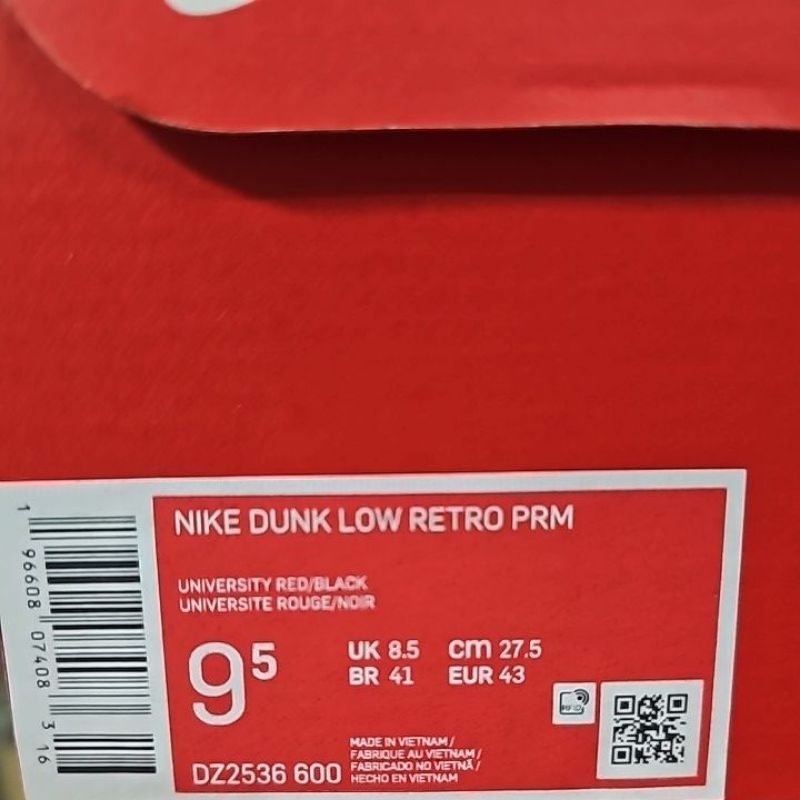 NIKE DUNK LOW RETRO PRM
UNIVERSITY RED/BLACK
UNIVERSITE ROUGE/NOIR
9⁵
UK 8.5 cm 27.5
BR 41 EUR 43
DZ2536 600
MADE IN VIETNAM /
FABRIQUE AU VIETNAM /
FABRICADO NO VIETNÃ /
HECHO EN VIETNAM
RFID
1 96608 07408 3 16